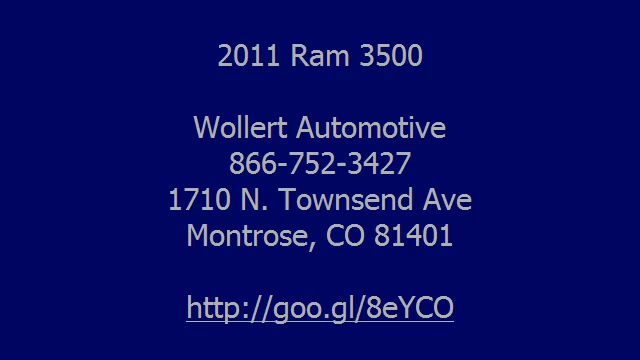 2011 Ram 3500
Wollert Automotive
866-752-3427
1710 N. Townsend Ave
Montrose, CO 81401
http://goo.gl/8eYCO